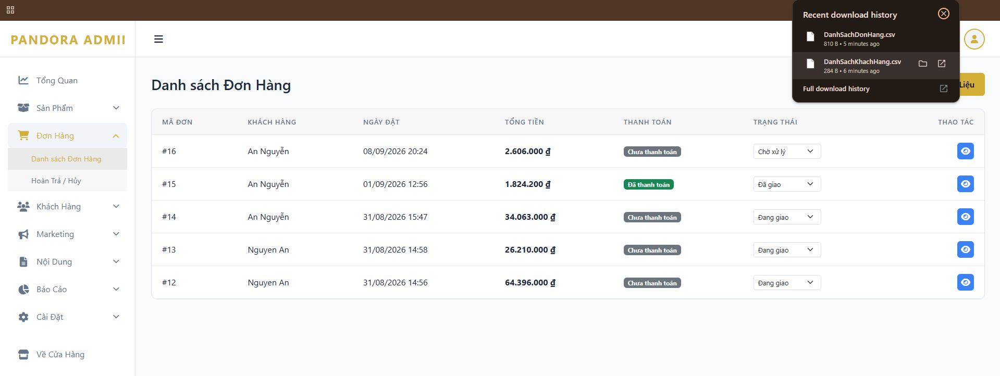 Recent download history
DanhSachDonHang.csv
810 B • 5 minutes ago
DanhSachKhachHang.csv
284 B • 6 minutes ago
Full download history
PANDORA ADMI
Tổng Quan
Sản Phẩm
Đơn Hàng
Danh sách Đơn Hàng
Hoàn Trả / Hủy
Khách Hàng
Marketing
Nội Dung
Báo Cáo
Cài Đặt
Về Cửa Hàng
Danh sách Đơn Hàng
Liệu
MÃ ĐƠN KHÁCH HÀNG NGÀY ĐẶT TỔNG TIỀN THANH TOÁN TRẠNG THÁI THAO TÁC
#16 An Nguyễn 08/09/2026 20:24 2.606.000 ₫ Chưa thanh toán Chờ xử lý
#15 An Nguyễn 01/09/2026 12:56 1.824.200 ₫ Đã thanh toán Đã giao
#14 An Nguyễn 31/08/2026 15:47 34.063.000 ₫ Chưa thanh toán Đang giao
#13 Nguyen An 31/08/2026 14:58 26.210.000 ₫ Chưa thanh toán Đang giao
#12 Nguyen An 31/08/2026 14:56 64.396.000 ₫ Chưa thanh toán Đang giao